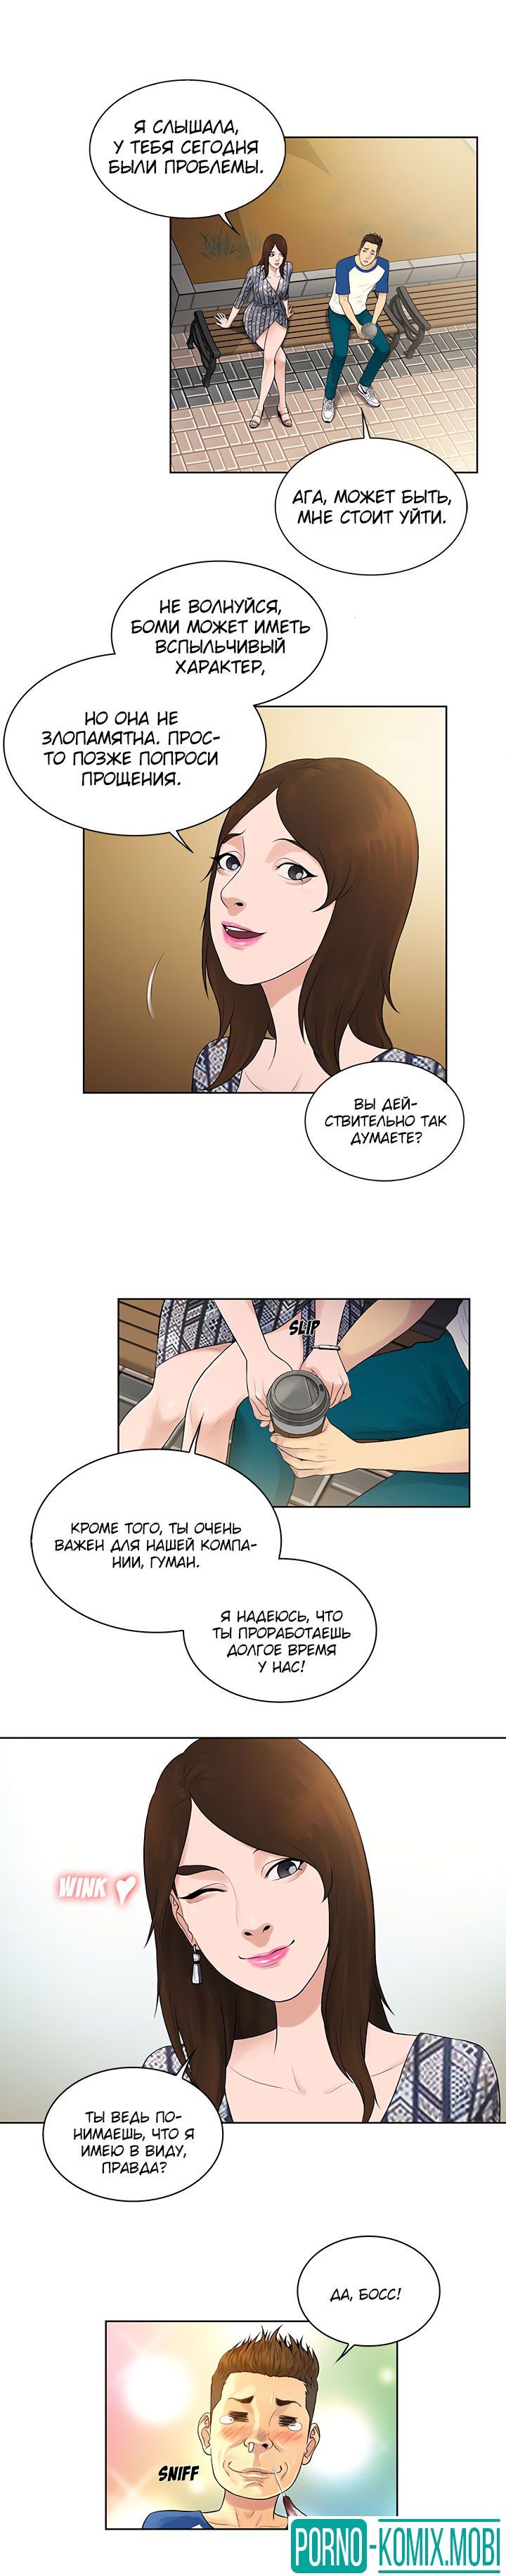 Я СЛЫШАЛА,
У ТЕБЯ СЕГОДНЯ
БЫЛИ ПРОБЛЕМЫ.
АГА, МОЖЕТ БЫТЬ,
МНЕ СТОИТ УЙТИ.
НЕ ВОЛНУЙСЯ,
БОМИ МОЖЕТ ИМЕТЬ
ВСПЫЛЬЧИВЫЙ
ХАРАКТЕР,
НО ОНА НЕ
ЗЛОПАМЯТНА. ПРОС-
ТО ПОЗЖЕ ПОПРОСИ
ПРОЩЕНИЯ.
ВЫ ДЕЙ-
СТВИТЕЛЬНО ТАК
ДУМАЕТЕ?
SLIP
КРОМЕ ТОГО, ТЫ ОЧЕНЬ
ВАЖЕН ДЛЯ НАШЕЙ КОМПА-
НИИ, ГУМАН.
Я НАДЕЮСЬ, ЧТО
ТЫ ПРОРАБОТАЕШЬ
ДОЛГОЕ ВРЕМЯ
У НАС!
WINK
ТЫ ВЕДЬ ПО-
НИМАЕШЬ, ЧТО Я
ИМЕЮ В ВИДУ,
ПРАВДА?
ДА, БОСС!
SNIFF
PORNO-KOMIX.MOBI